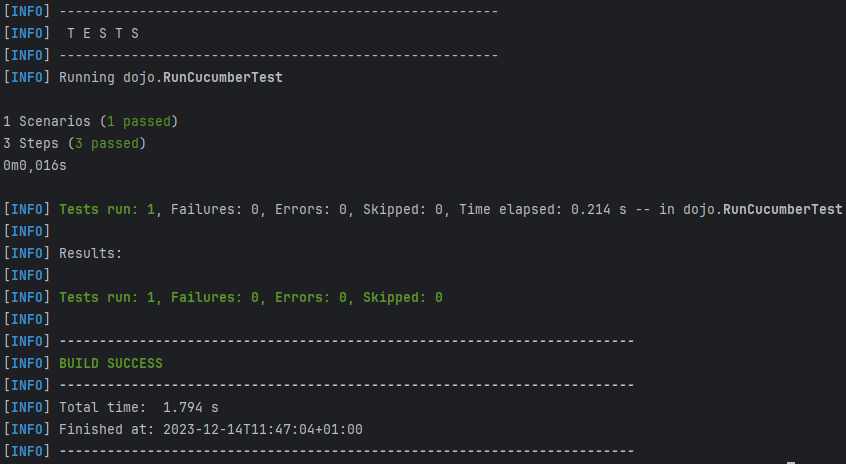 [INFO] -------------------------------------------------------
[INFO]  T E S T S
[INFO] -------------------------------------------------------
[INFO] Running dojo.RunCucumberTest
1 Scenarios (1 passed)
3 Steps (3 passed)
0m0,016s
[INFO] Tests run: 1, Failures: 0, Errors: 0, Skipped: 0, Time elapsed: 0.214 s -- in dojo.RunCucumberTest
[INFO]
[INFO] Results:
[INFO]
[INFO] Tests run: 1, Failures: 0, Errors: 0, Skipped: 0
[INFO]
[INFO] ------------------------------------------------------------------------
[INFO] BUILD SUCCESS
[INFO] ------------------------------------------------------------------------
[INFO] Total time:  1.794 s
[INFO] Finished at: 2023-12-14T11:47:04+01:00
[INFO] ------------------------------------------------------------------------